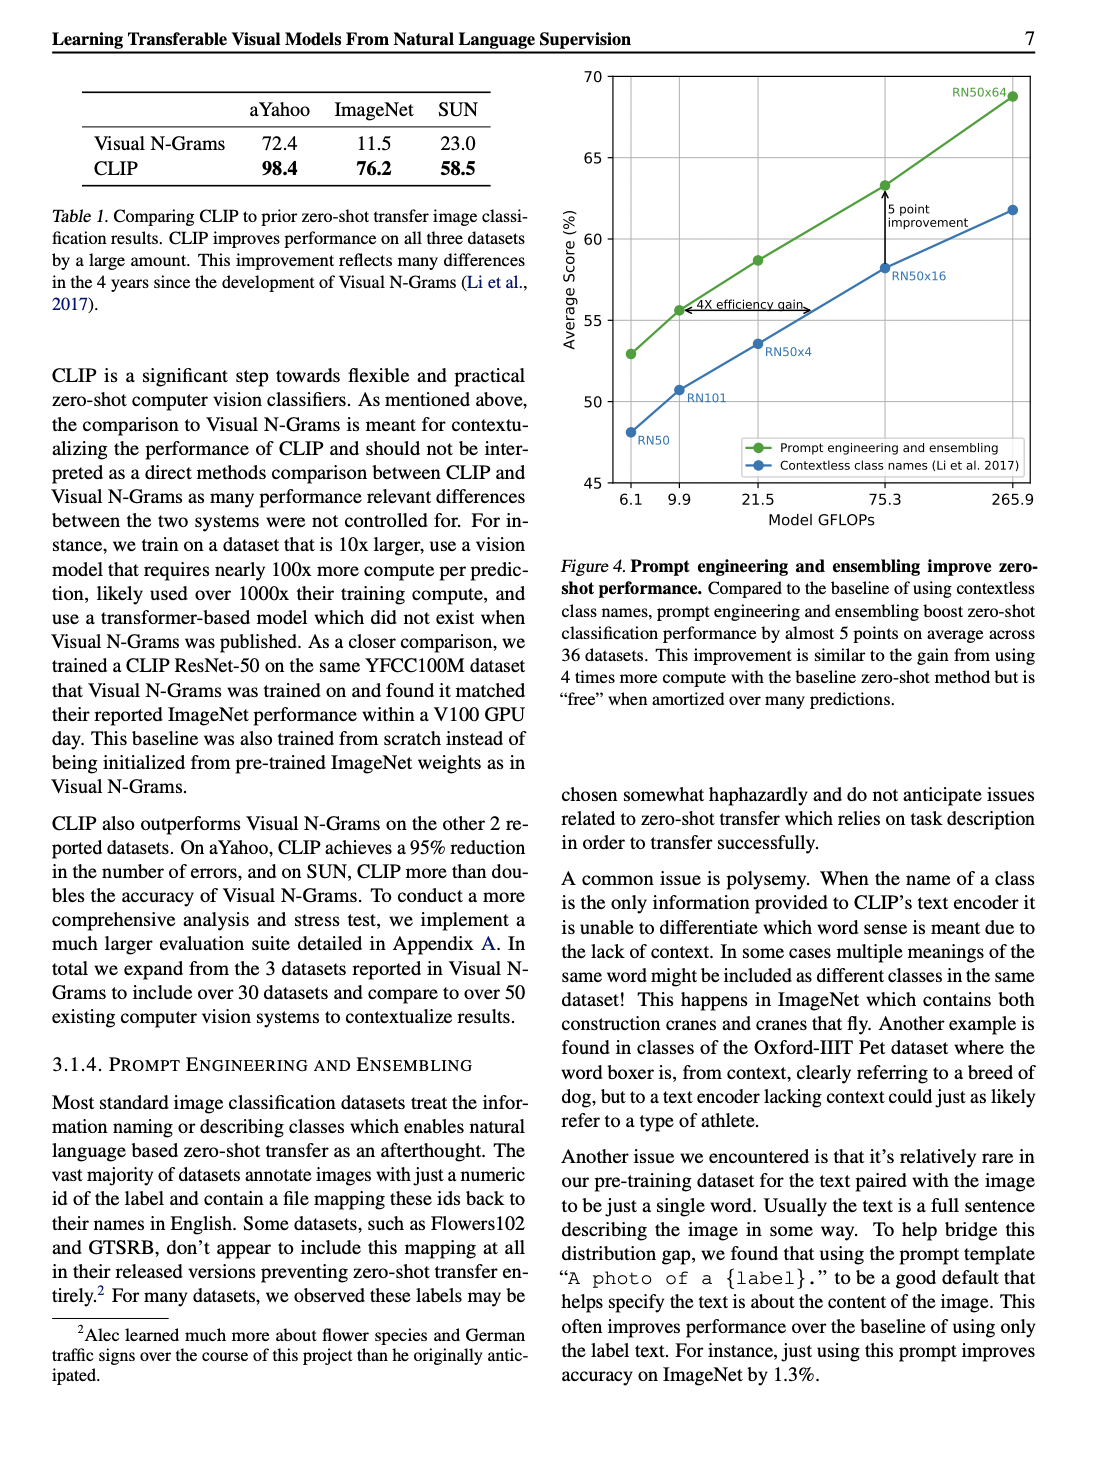 Learning Transferable Visual Models From Natural Language Supervision 7
aYahoo ImageNet SUN
Visual N-Grams 72.4 11.5 23.0
CLIP 98.4 76.2 58.5
Table 1. Comparing CLIP to prior zero-shot transfer image classi-
fication results. CLIP improves performance on all three datasets
by a large amount. This improvement reflects many differences
in the 4 years since the development of Visual N-Grams (Li et al.,
2017).
CLIP is a significant step towards flexible and practical
zero-shot computer vision classifiers. As mentioned above,
the comparison to Visual N-Grams is meant for contextu-
alizing the performance of CLIP and should not be inter-
preted as a direct methods comparison between CLIP and
Visual N-Grams as many performance relevant differences
between the two systems were not controlled for. For in-
stance, we train on a dataset that is 10x larger, use a vision
model that requires nearly 100x more compute per predic-
tion, likely used over 1000x their training compute, and
use a transformer-based model which did not exist when
Visual N-Grams was published. As a closer comparison, we
trained a CLIP ResNet-50 on the same YFCC100M dataset
that Visual N-Grams was trained on and found it matched
their reported ImageNet performance within a V100 GPU
day. This baseline was also trained from scratch instead of
being initialized from pre-trained ImageNet weights as in
Visual N-Grams.
CLIP also outperforms Visual N-Grams on the other 2 re-
ported datasets. On aYahoo, CLIP achieves a 95% reduction
in the number of errors, and on SUN, CLIP more than dou-
bles the accuracy of Visual N-Grams. To conduct a more
comprehensive analysis and stress test, we implement a
much larger evaluation suite detailed in Appendix A. In
total we expand from the 3 datasets reported in Visual N-
Grams to include over 30 datasets and compare to over 50
existing computer vision systems to contextualize results.
3.1.4. PROMPT ENGINEERING AND ENSEMBLING
Most standard image classification datasets treat the infor-
mation naming or describing classes which enables natural
language based zero-shot transfer as an afterthought. The
vast majority of datasets annotate images with just a numeric
id of the label and contain a file mapping these ids back to
their names in English. Some datasets, such as Flowers102
and GTSRB, don't appear to include this mapping at all
in their released versions preventing zero-shot transfer en-
tirely.2 For many datasets, we observed these labels may be
2Alec learned much more about flower species and German
traffic signs over the course of this project than he originally antic-
ipated.
70
65
60
55
50
45
Average Score (%)
RN50x64
5 point
improvement
RN50x16
4X efficiency gain
RN50x4
RN101
RN50
Prompt engineering and ensembling
Contextless class names (Li et al. 2017)
6.1 9.9 21.5 75.3 265.9
Model GFLOPs
Figure 4. Prompt engineering and ensembling improve zero-
shot performance. Compared to the baseline of using contextless
class names, prompt engineering and ensembling boost zero-shot
classification performance by almost 5 points on average across
36 datasets. This improvement is similar to the gain from using
4 times more compute with the baseline zero-shot method but is
“free” when amortized over many predictions.
chosen somewhat haphazardly and do not anticipate issues
related to zero-shot transfer which relies on task description
in order to transfer successfully.
A common issue is polysemy. When the name of a class
is the only information provided to CLIP's text encoder it
is unable to differentiate which word sense is meant due to
the lack of context. In some cases multiple meanings of the
same word might be included as different classes in the same
dataset! This happens in ImageNet which contains both
construction cranes and cranes that fly. Another example is
found in classes of the Oxford-IIIT Pet dataset where the
word boxer is, from context, clearly referring to a breed of
dog, but to a text encoder lacking context could just as likely
refer to a type of athlete.
Another issue we encountered is that it's relatively rare in
our pre-training dataset for the text paired with the image
to be just a single word. Usually the text is a full sentence
describing the image in some way. To help bridge this
distribution gap, we found that using the prompt template
“A photo of a {label}.” to be a good default that
helps specify the text is about the content of the image. This
often improves performance over the baseline of using only
the label text. For instance, just using this prompt improves
accuracy on ImageNet by 1.3%.